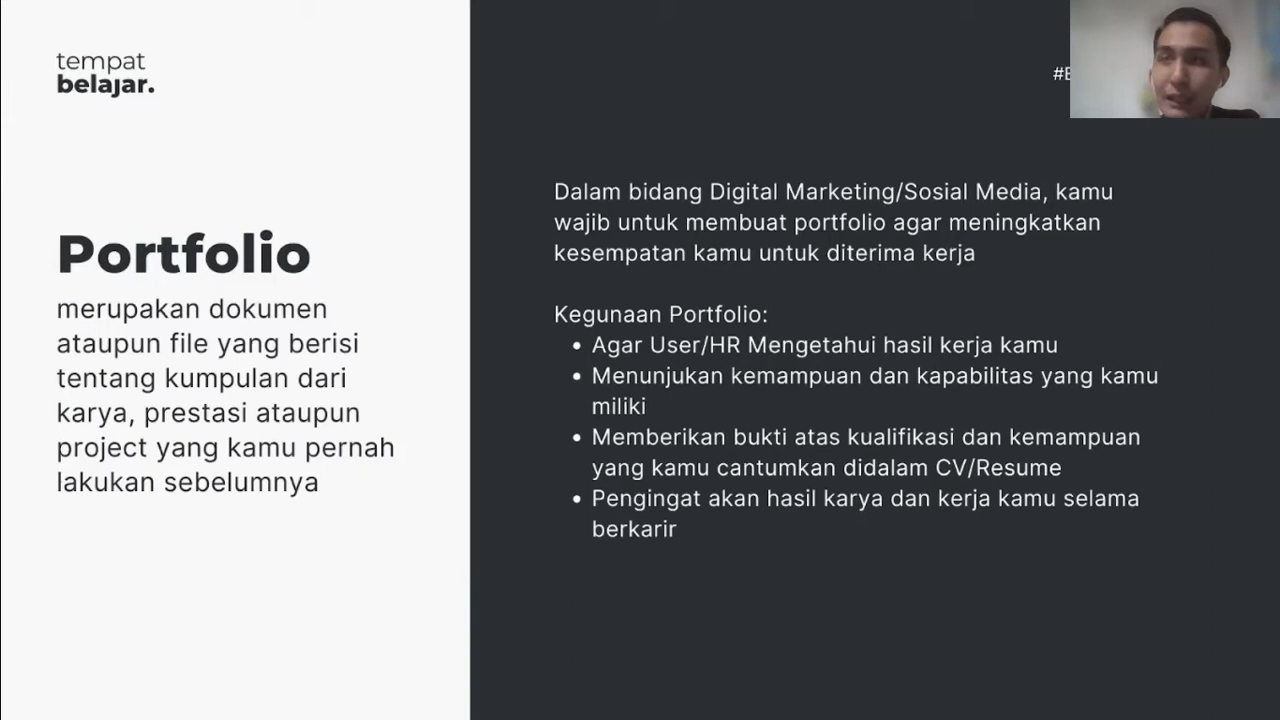 tempat
belajar.
Portfolio
merupakan dokumen
ataupun file yang berisi
tentang kumpulan dari
karya, prestasi ataupun
project yang kamu pernah
lakukan sebelumnya
Dalam bidang Digital Marketing/Sosial Media, kamu
wajib untuk membuat portfolio agar meningkatkan
kesempatan kamu untuk diterima kerja
Kegunaan Portfolio:
• Agar User/HR Mengetahui hasil kerja kamu
• Menunjukan kemampuan dan kapabilitas yang kamu
miliki
• Memberikan bukti atas kualifikasi dan kemampuan
yang kamu cantumkan didalam CV/Resume
• Pengingat akan hasil karya dan kerja kamu selama
berkarir